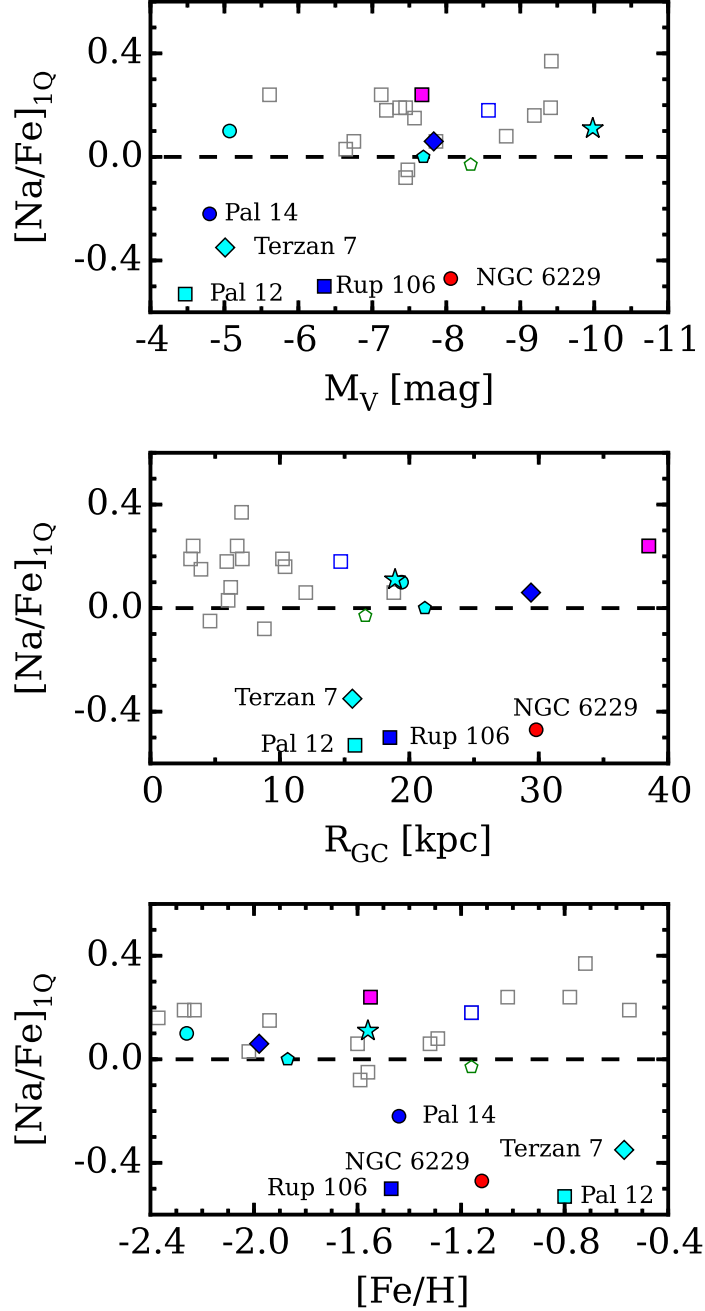 0.4
0.0
-0.4
[Na/Fe]1Q
Pal 14
Terzan 7
Pal 12
Rup 106
NGC 6229
-4 -5 -6 -7 -8 -9 -10 -11
MV [mag]
0.4
0.0
-0.4
[Na/Fe]1Q
Terzan 7
NGC 6229
Pal 12
Rup 106
0 10 20 30 40
RGC [kpc]
0.4
0.0
-0.4
[Na/Fe]1Q
Pal 14
Terzan 7
NGC 6229
Rup 106
Pal 12
-2.4 -2.0 -1.6 -1.2 -0.8 -0.4
[Fe/H]